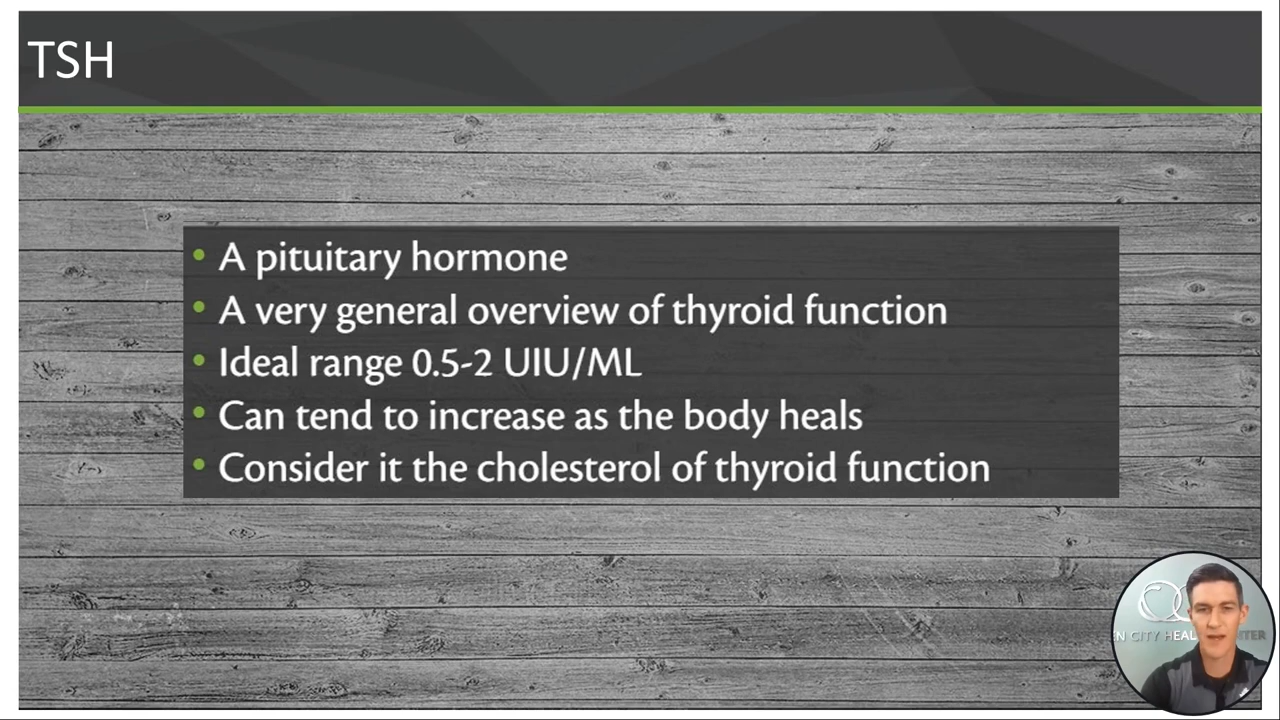 TSH
• A pituitary hormone
• A very general overview of thyroid function
• Ideal range 0.5-2 UIU/ML
• Can tend to increase as the body heals
• Consider it the cholesterol of thyroid function
CITY